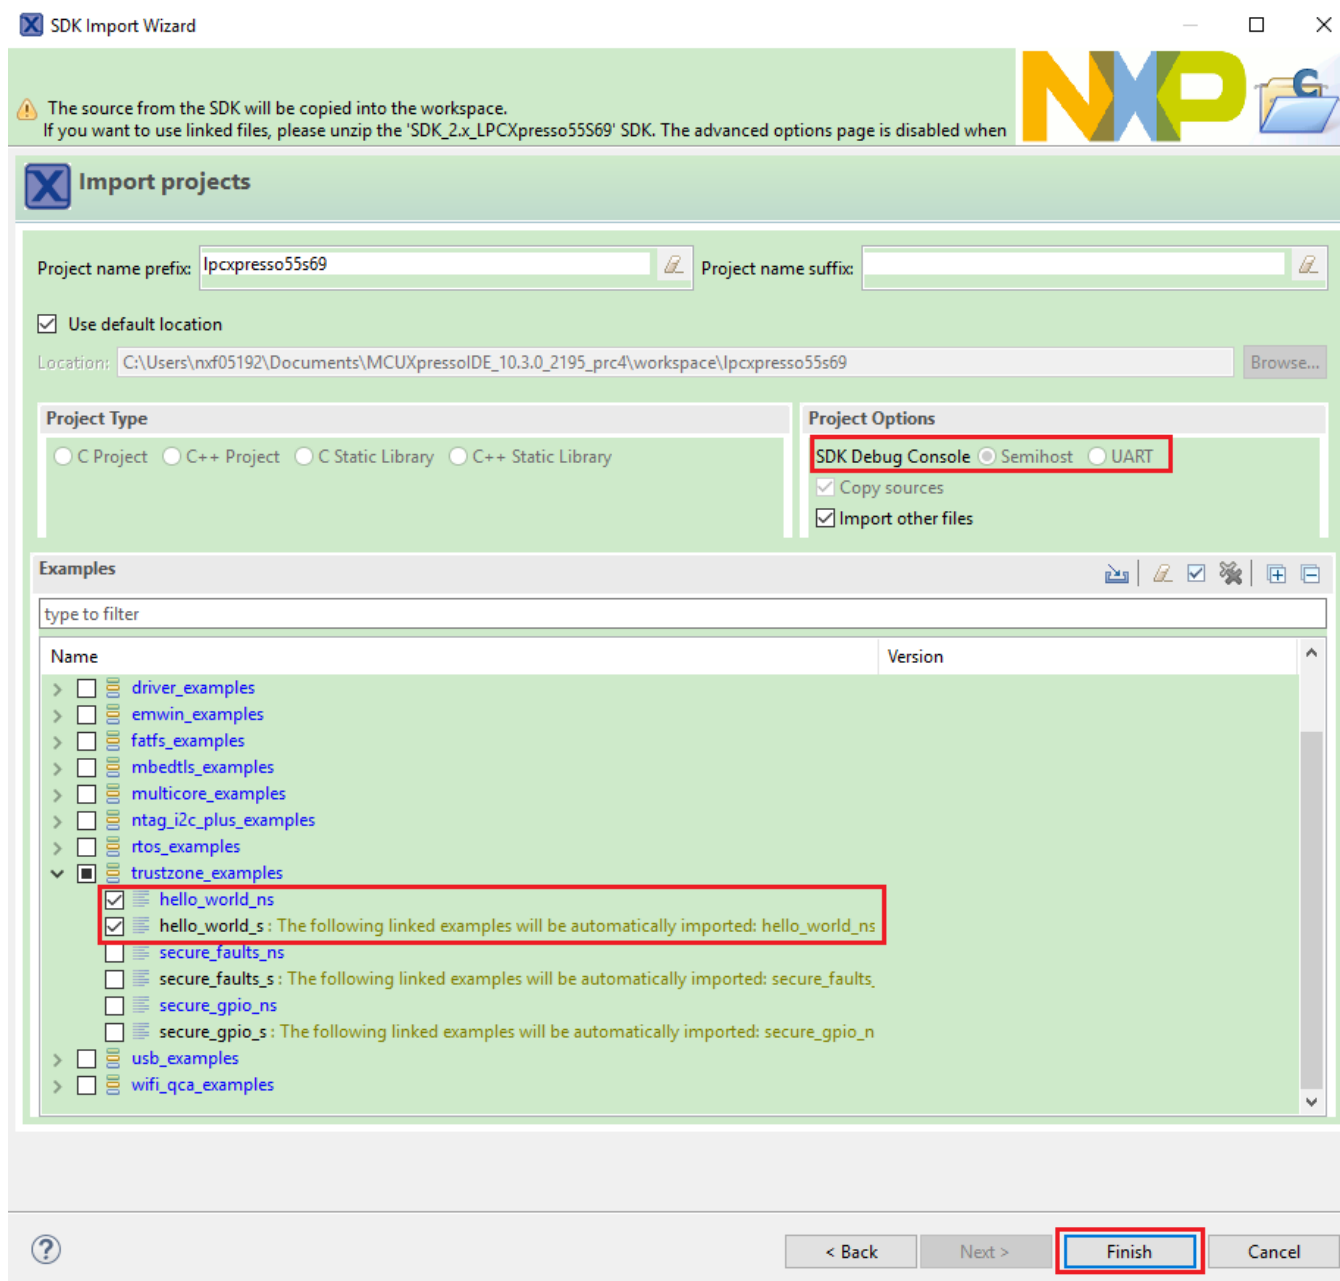 SDK Import Wizard
The source from the SDK will be copied into the workspace.
If you want to use linked files, please unzip the 'SDK_2.x_LPCXpresso55S69' SDK. The advanced options page is disabled when
NXP
C
X Import projects
Project name prefix: lpcxpresso55s69 Project name suffix:
Use default location
Location: C:\Users\nxf05192\Documents\MCUXpressoIDE_10.3.0_2195_prc4\workspace\lpcxpresso55s69 Browse...
Project Type Project Options
C Project C++ Project C Static Library C++ Static Library SDK Debug Console Semihost UART
Copy sources
Import other files
Examples
type to filter
Name Version
driver_examples
emwin_examples
fatfs_examples
mbedtls_examples
multicore_examples
ntag_i2c_plus_examples
rtos_examples
trustzone_examples
hello_world_ns
hello_world_s : The following linked examples will be automatically imported: hello_world_ns
secure_faults_ns
secure_faults_s : The following linked examples will be automatically imported: secure_faults_
secure_gpio_ns
secure_gpio_s : The following linked examples will be automatically imported: secure_gpio_n
usb_examples
wifi_qca_examples
? < Back Next > Finish Cancel